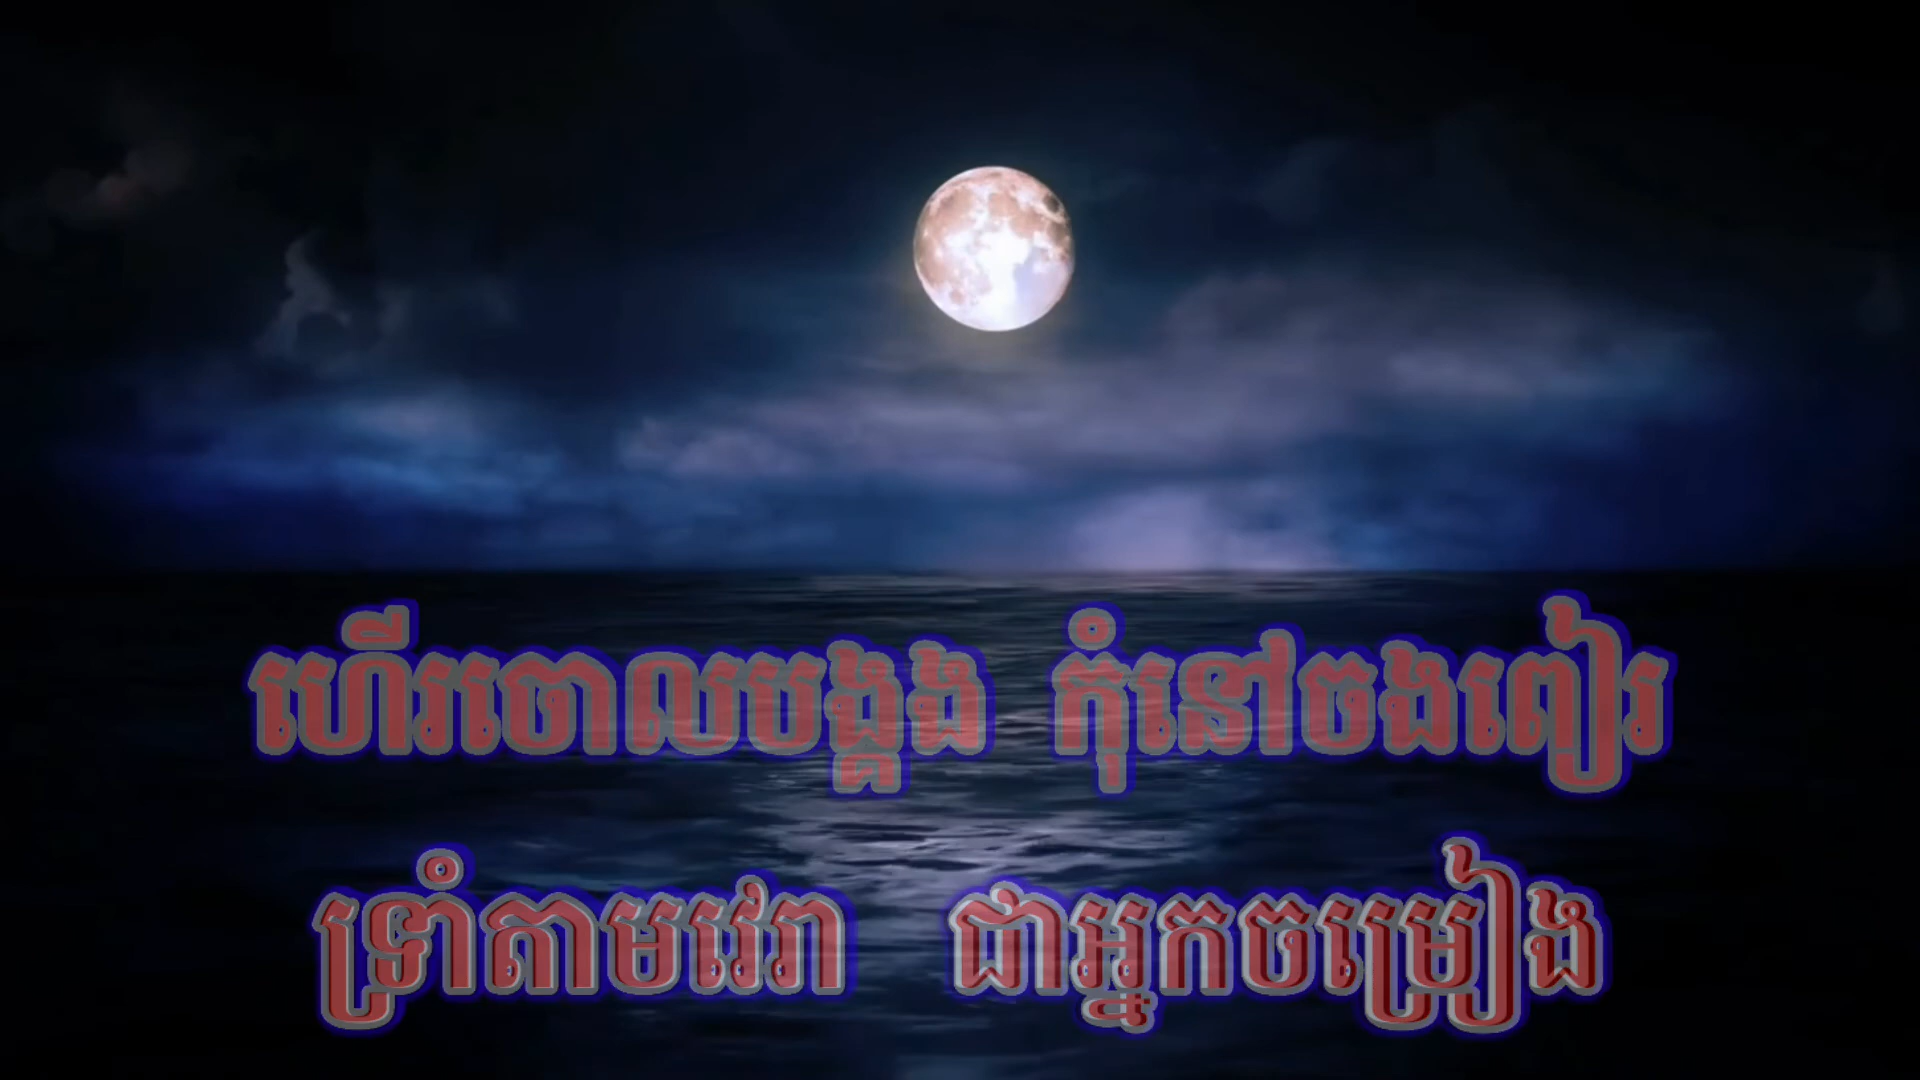 ហើរចោលបង្គង កុំនៅចងពៀរ
ទ្រាំតាមវេរា ជាអ្នកចម្រៀង